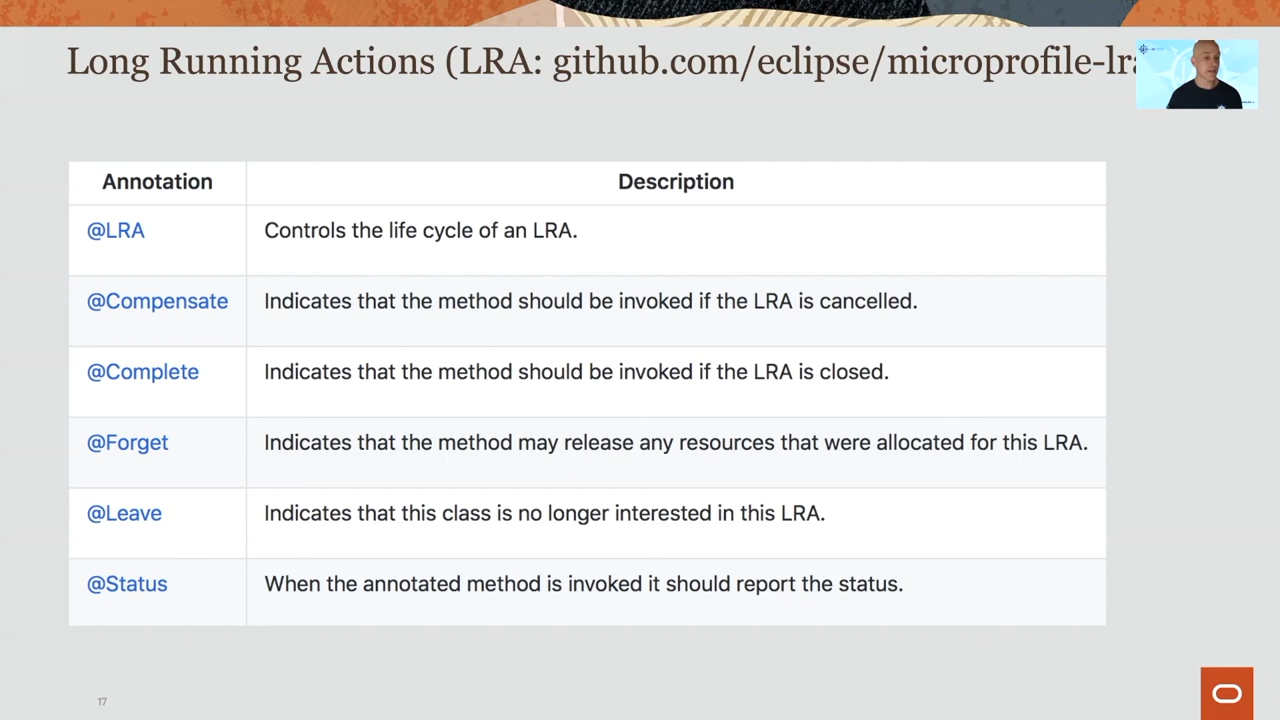 Long Running Actions (LRA: github.com/eclipse/microprofile-lra
Annotation Description
@LRA Controls the life cycle of an LRA.
@Compensate Indicates that the method should be invoked if the LRA is cancelled.
@Complete Indicates that the method should be invoked if the LRA is closed.
@Forget Indicates that the method may release any resources that were allocated for this LRA.
@Leave Indicates that this class is no longer interested in this LRA.
@Status When the annotated method is invoked it should report the status.
17